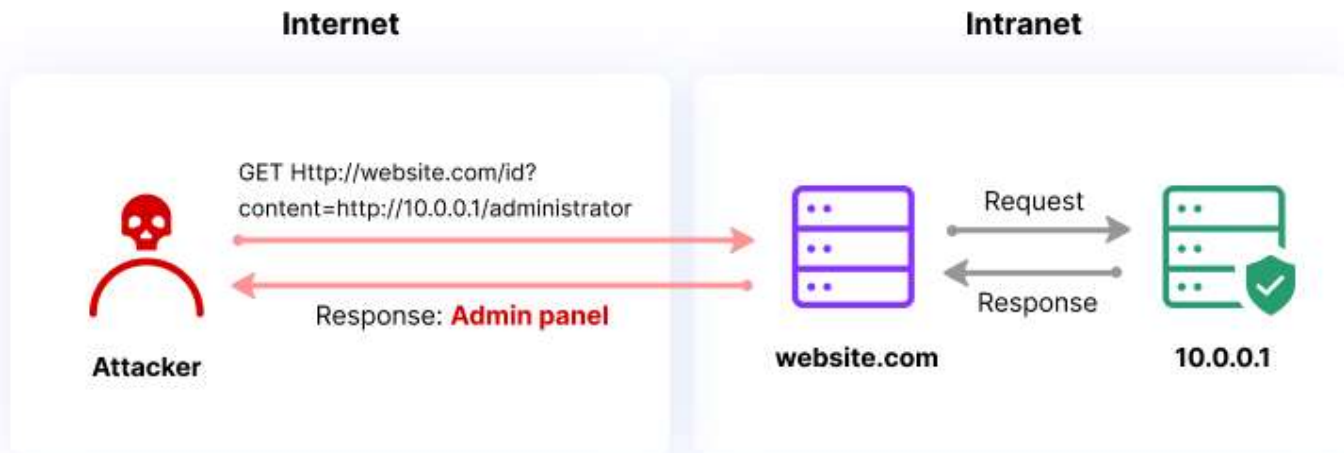 Internet
Intranet
GET Http://website.com/id?
content=http://10.0.0.1/administrator
Response: Admin panel
Attacker
Request
Response
website.com
10.0.0.1